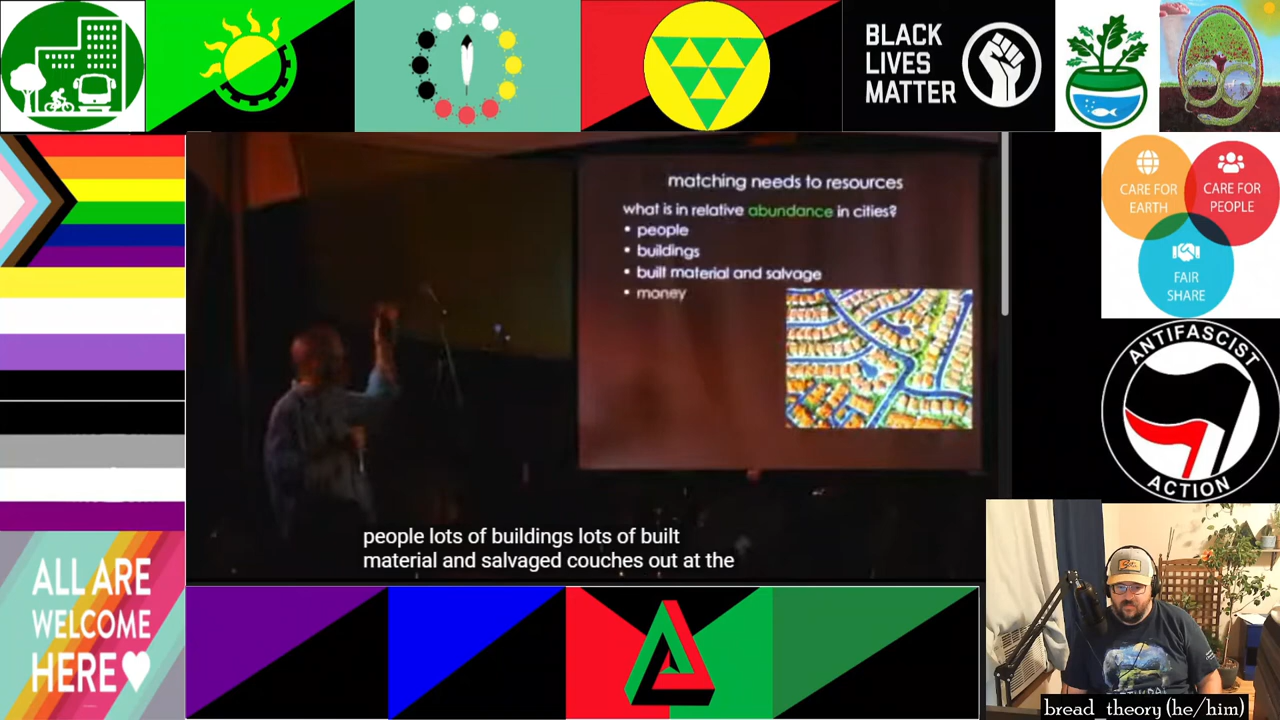 BLACK
LIVES
MATTER
matching needs to resources
what is in relative abundance in cities?
• people
• buildings
• built material and salvage
• money
people lots of buildings lots of built
material and salvaged couches out at the
CARE FOR
EARTH
CARE FOR
PEOPLE
FAIR
SHARE
ANTIFASCIST
ACTION
ALL ARE
WELCOME
HERE
bread_theory (he/him)